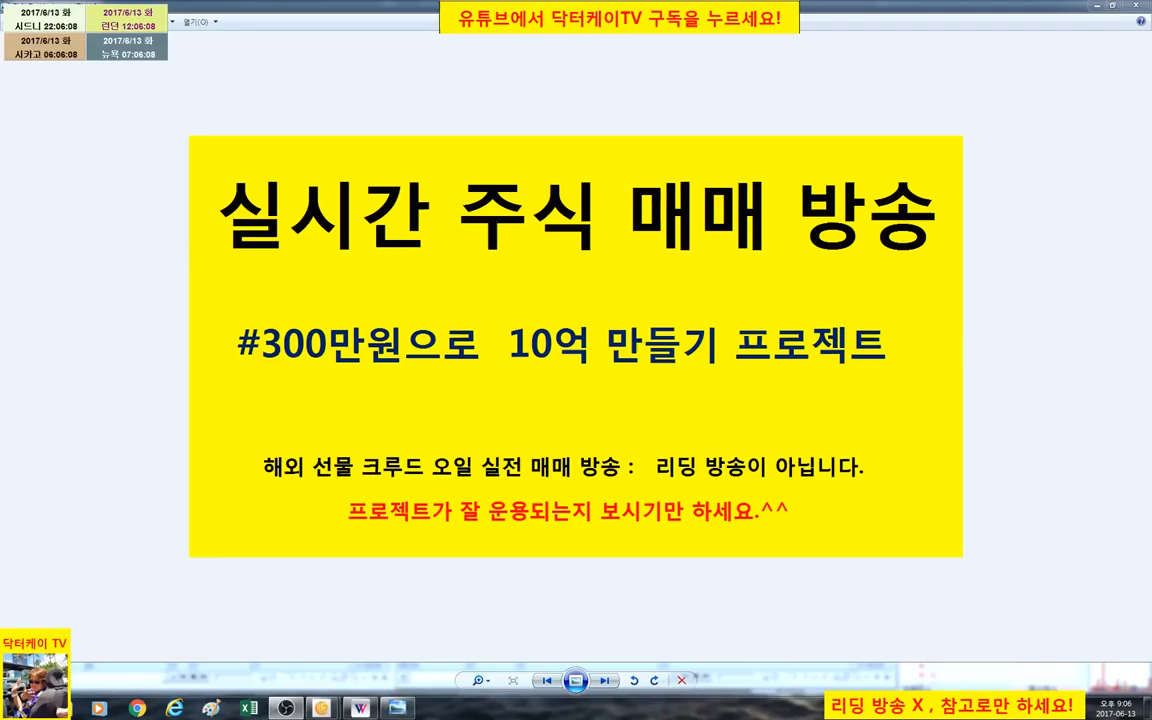 2017/6/13 화
시드니 22:06:08
2017/6/13 화
런던 12:06:08
2017/6/13 화
시카고 06:06:08
2017/6/13 화
뉴욕 07:06:08
열기(O)
유튜브에서 닥터케이TV 구독을 누르세요!
실시간 주식 매매 방송
#300만원으로 10억 만들기 프로젝트
해외 선물 크루드 오일 실전 매매 방송 : 리딩 방송이 아닙니다.
프로젝트가 잘 운용되는지 보시기만 하세요.^^
닥터케이 TV
리딩 방송 X , 참고로만 하세요!
오후 9:06
2017-06-13